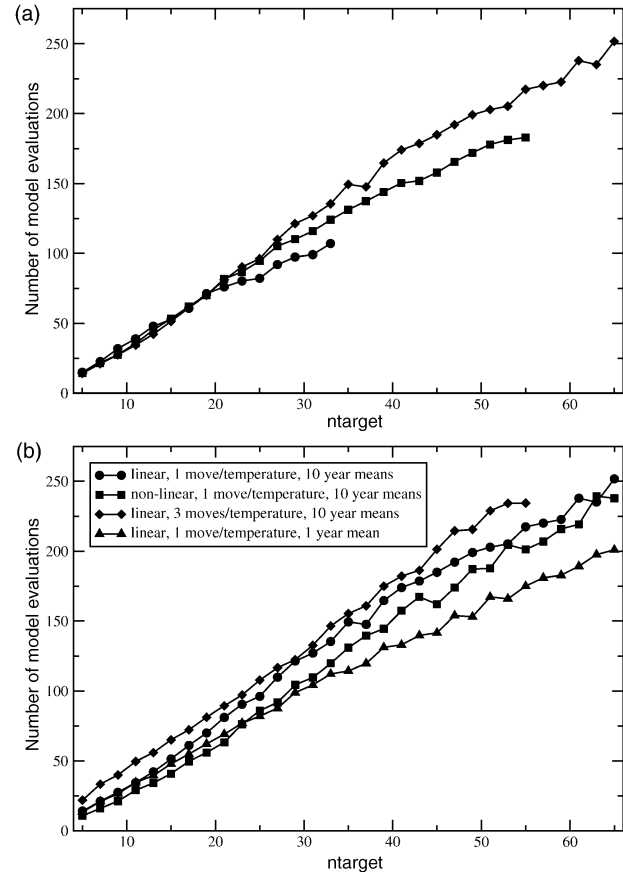 (a)
250
200
150
100
50
0
Number of model evaluations
10 20 30 40 50 60
ntarget
(b)
linear, 1 move/temperature, 10 year means
non-linear, 1 move/temperature, 10 year means
linear, 3 moves/temperature, 10 year means
linear, 1 move/temperature, 1 year mean
250
200
150
100
50
0
Number of model evaluations
10 20 30 40 50 60
ntarget